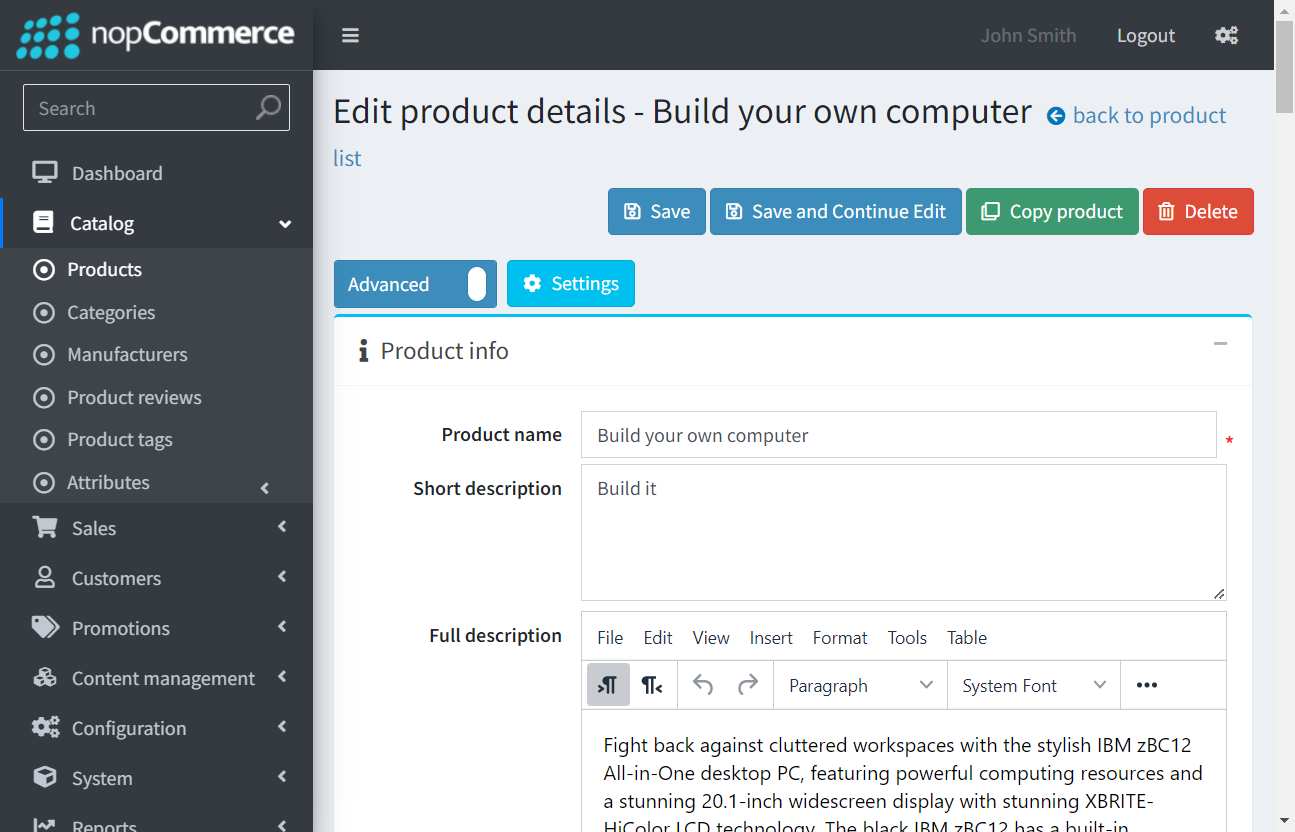 nopCommerce
John Smith
Logout
Search
Dashboard
Catalog
Products
Categories
Manufacturers
Product reviews
Product tags
Attributes
Sales
Customers
Promotions
Content management
Configuration
System
Reports
Edit product details - Build your own computer back to product
list
Save
Save and Continue Edit
Copy product
Delete
Advanced
Settings
Product info
Product name
Build your own computer
*
Short description
Build it
Full description
File Edit View Insert Format Tools Table
Paragraph
System Font
Fight back against cluttered workspaces with the stylish IBM zBC12
All-in-One desktop PC, featuring powerful computing resources and
a stunning 20.1-inch widescreen display with stunning XBRITE-
HiColor LCD technology. The black IBM zBC12 has a built-in